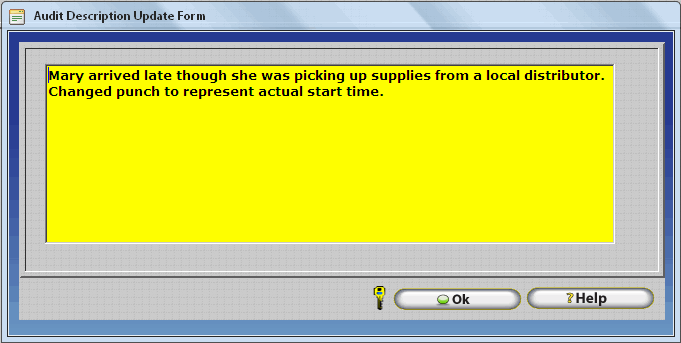 Audit Description Update Form
Mary arrived late though she was picking up supplies from a local distributor.
Changed punch to represent actual start time.
Ok
Help